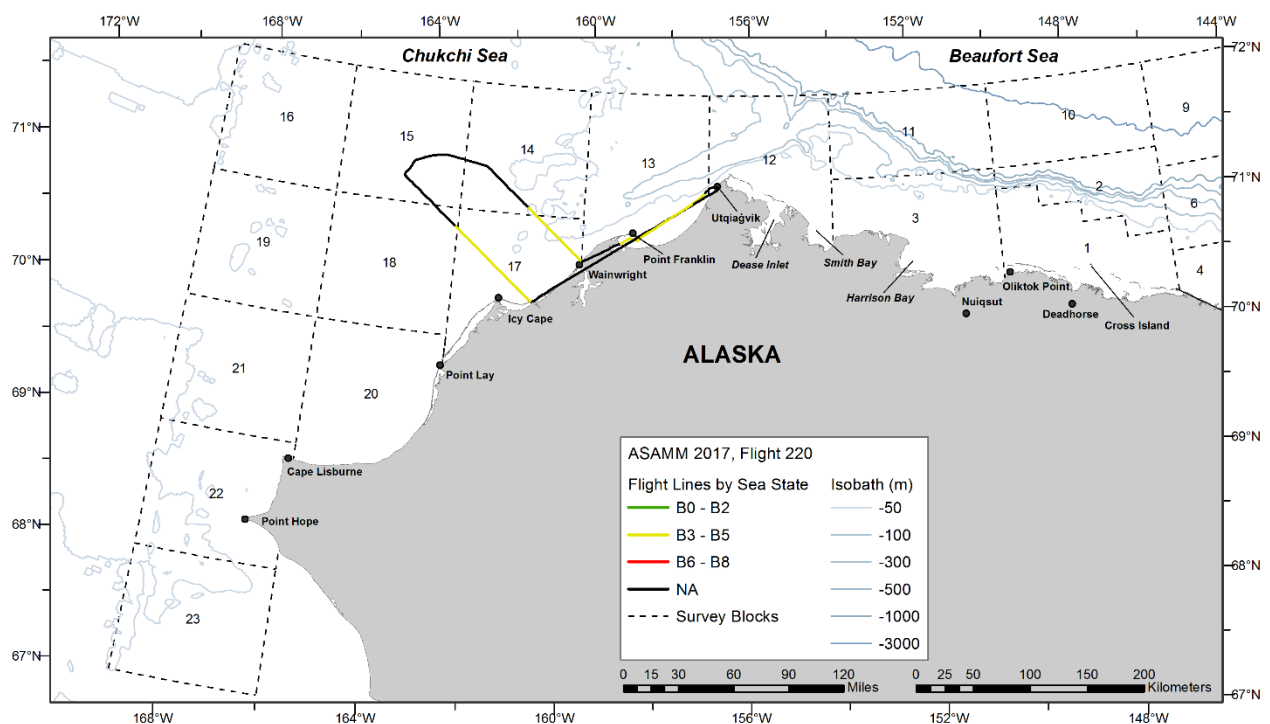 172°W 168°W 164°W 160°W 156°W 152°W 148°W 144°W
Chukchi Sea Beaufort Sea
72°N
71°N
71°N
70°N
70°N
69°N
69°N
68°N
68°N
67°N
67°N
16
15
14
13
12
11
10
9
2
6
3
1
4
19
18
17
21
20
22
23
Utqiaġvik
Point Franklin
Wainwright
Dease Inlet
Smith Bay
Harrison Bay
Oliktok Point
Nuiqsut
Deadhorse
Cross Island
Icy Cape
Point Lay
ALASKA
Cape Lisburne
Point Hope
ASAMM 2017, Flight 220
Flight Lines by Sea State
B0 - B2
B3 - B5
B6 - B8
NA
Survey Blocks
Isobath (m)
-50
-100
-300
-500
-1000
-3000
0 15 30 60 90 120
Miles
0 25 50 100 150 200
Kilometers
168°W 164°W 160°W 156°W 152°W 148°W